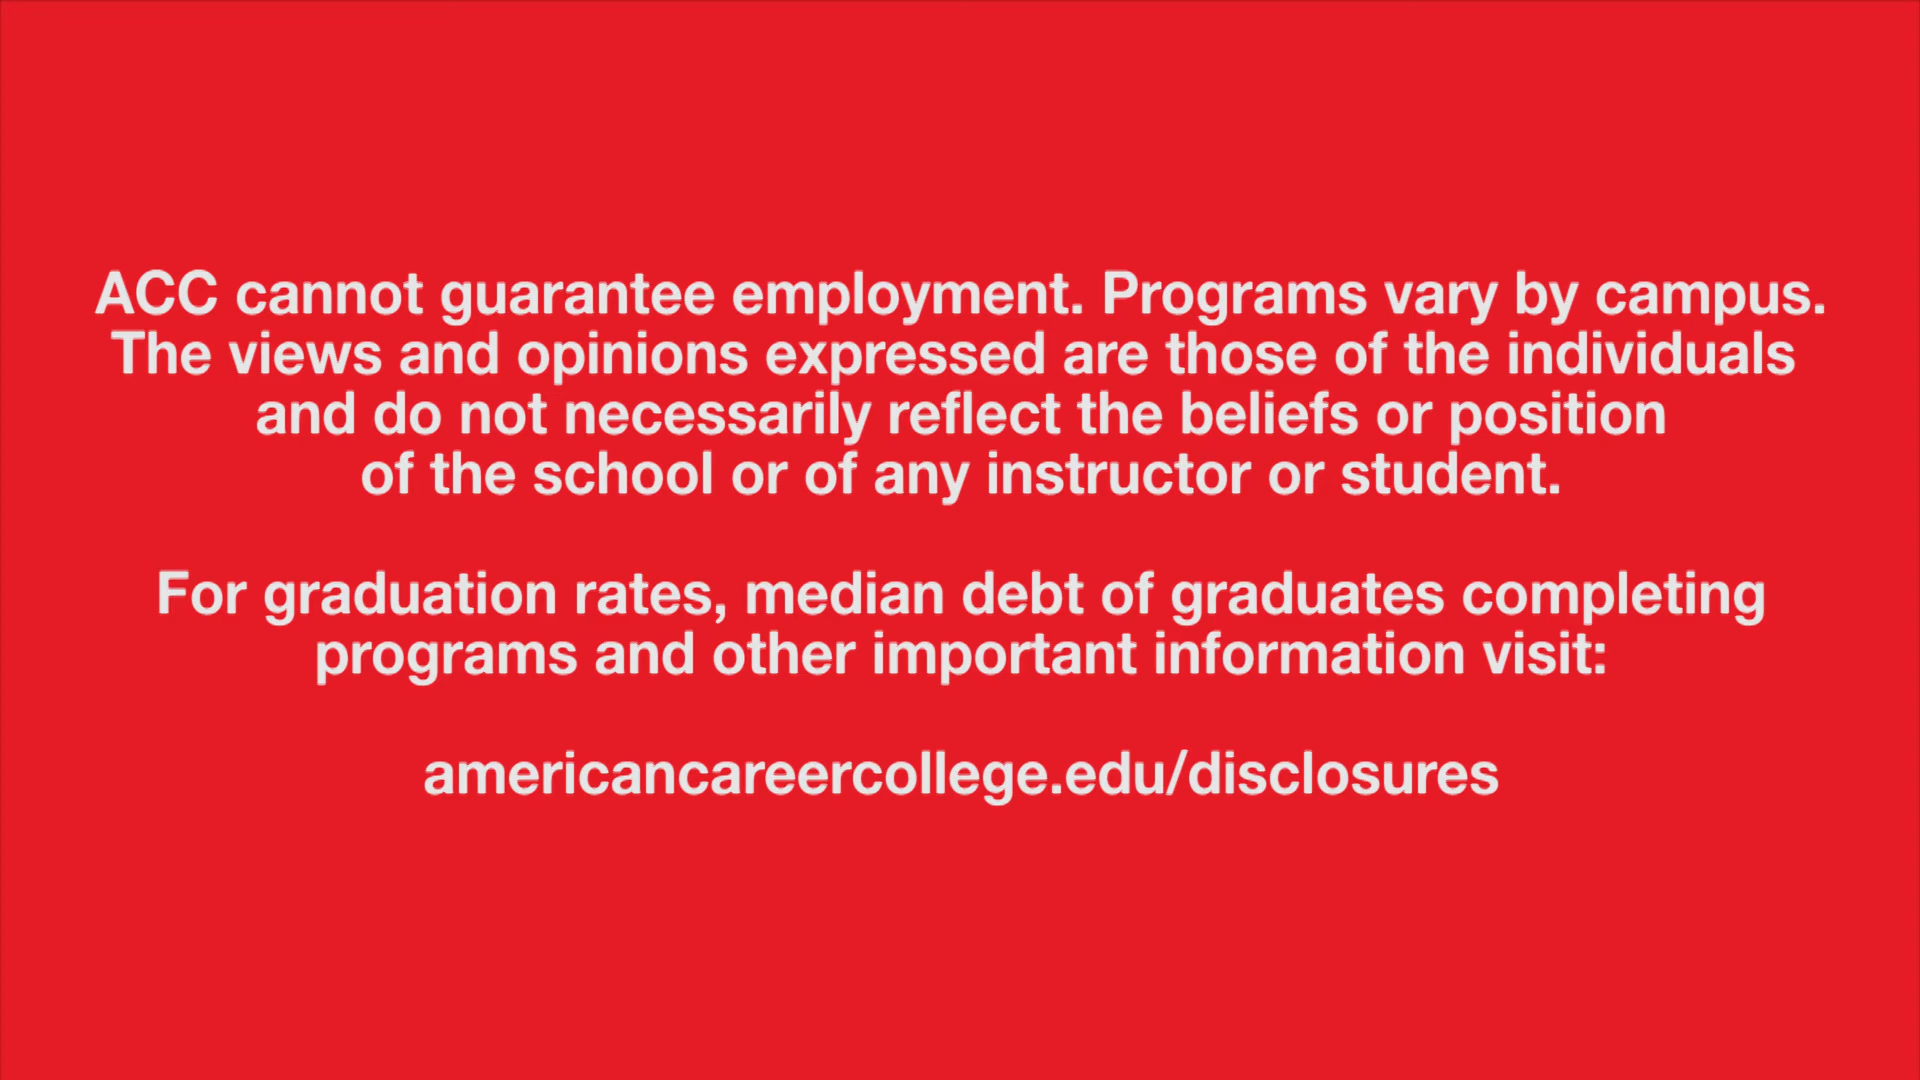 ACC cannot guarantee employment. Programs vary by campus.
The views and opinions expressed are those of the individuals
and do not necessarily reflect the beliefs or position
of the school or of any instructor or student.
For graduation rates, median debt of graduates completing
programs and other important information visit:
americancareercollege.edu/disclosures